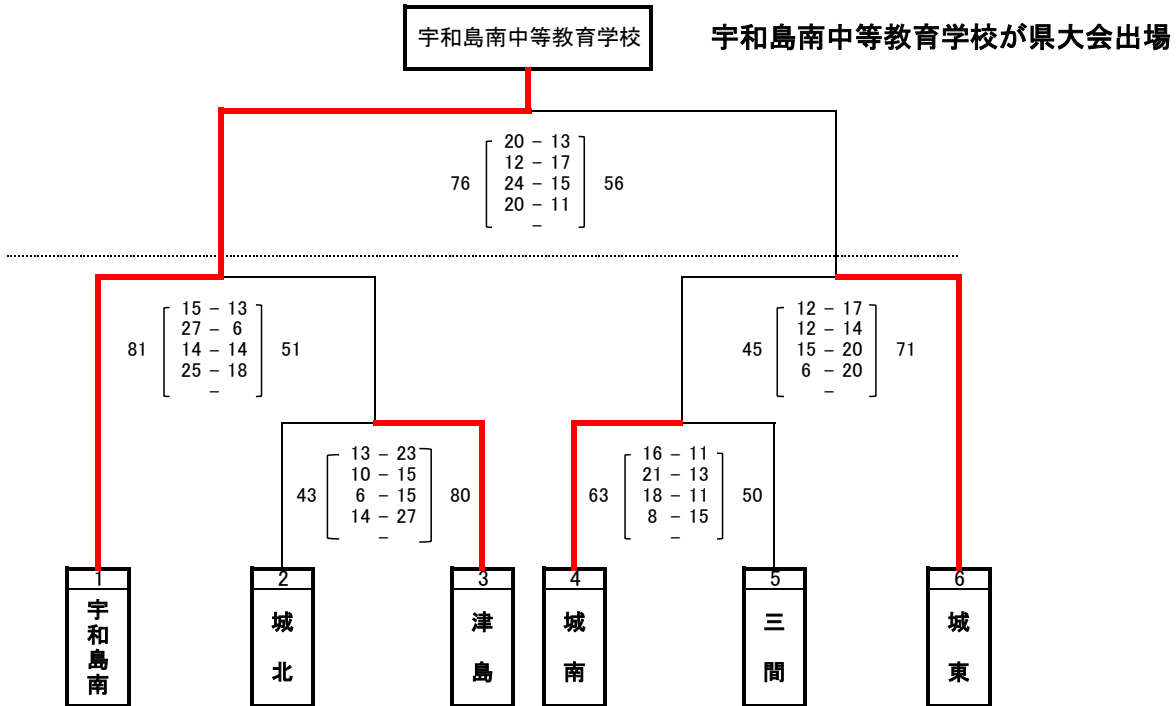 宇和島南中等教育学校
宇和島南中等教育学校が県大会出場
20 － 13
12 － 17
76 24 － 15 56
20 － 11
－
15 － 13
27 － 6
81 14 － 14 51
25 － 18
－
12 － 17
12 － 14
45 15 － 20 71
6 － 20
－
13 － 23
10 － 15
43 6 － 15 80
14 － 27
－
16 － 11
21 － 13
63 18 － 11 50
8 － 15
－
1
宇和島南
2
城北
3
津島
4
城南
5
三間
6
城東